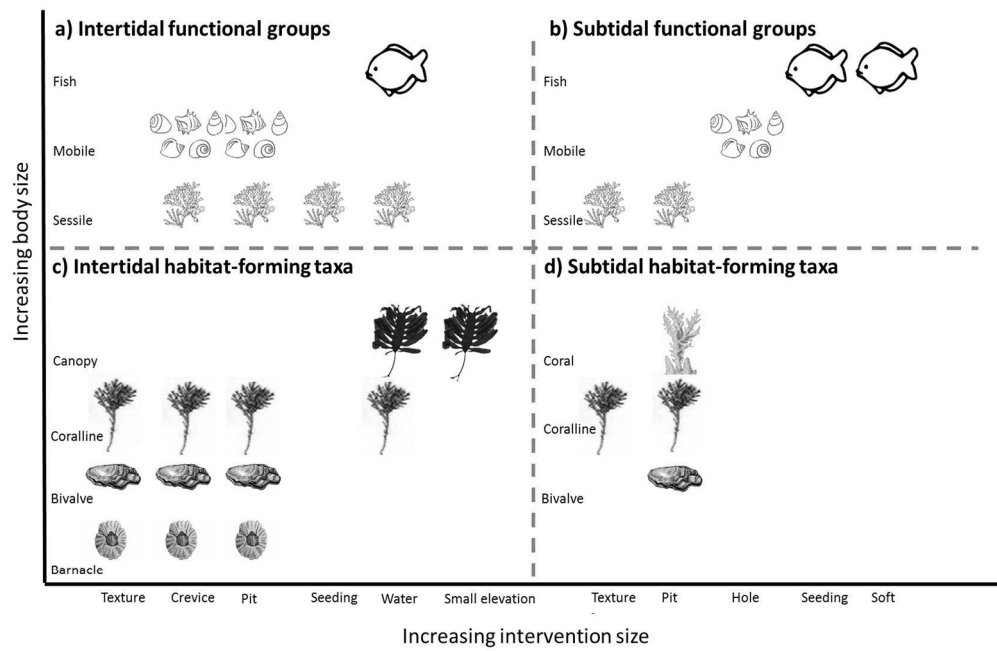 a) Intertidal functional groups
Fish
Mobile
Sessile
b) Subtidal functional groups
Fish
Mobile
Sessile
c) Intertidal habitat-forming taxa
Canopy
Coralline
Bivalve
Barnacle
d) Subtidal habitat-forming taxa
Coral
Coralline
Bivalve
Increasing body size
Texture Crevice Pit Seeding Water Small elevation Texture Pit Hole Seeding Soft
Increasing intervention size